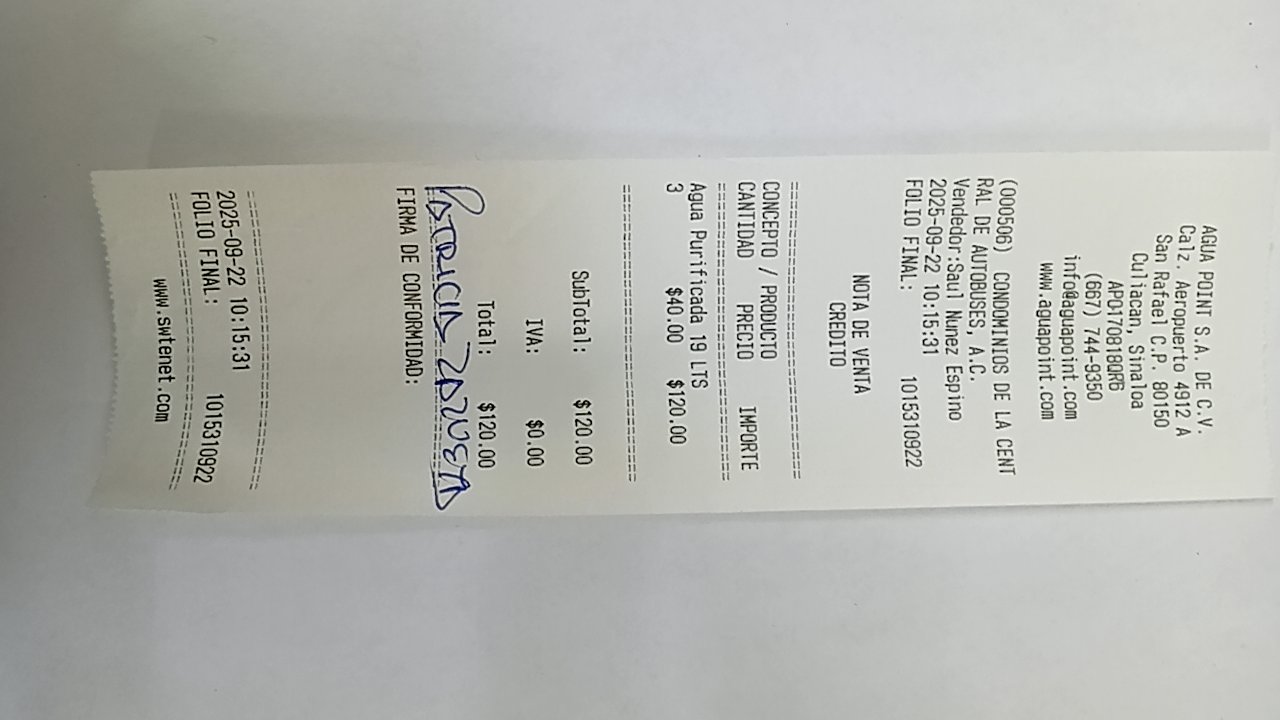 AGUA POINT S.A. DE C.V.
Calz. Aeropuerto 4912 A
San Rafael C.P. 80150
Culiacan, Sinaloa
APO170818QR6
(667) 744-9350
info@aguapoint.com
www.aguapoint.com
(000506) CONDOMINIOS DE LA CENT
RAL DE AUTOBUSES, A.C.
Vendedor:Saul Nunez Espino
2025-09-22 10:15:31
FOLIO FINAL: 1015310922
NOTA DE VENTA
CREDITO
===============================
CONCEPTO / PRODUCTO
CANTIDAD PRECIO IMPORTE
===============================
Agua Purificada 19 LTS
3 $40.00 $120.00
===============================
SubTotal: $120.00
IVA: $0.00
Total: $120.00
PATRICIA ZAZUETA
FIRMA DE CONFORMIDAD:
===============================
2025-09-22 10:15:31
FOLIO FINAL: 1015310922
===============================
www.swtenet.com